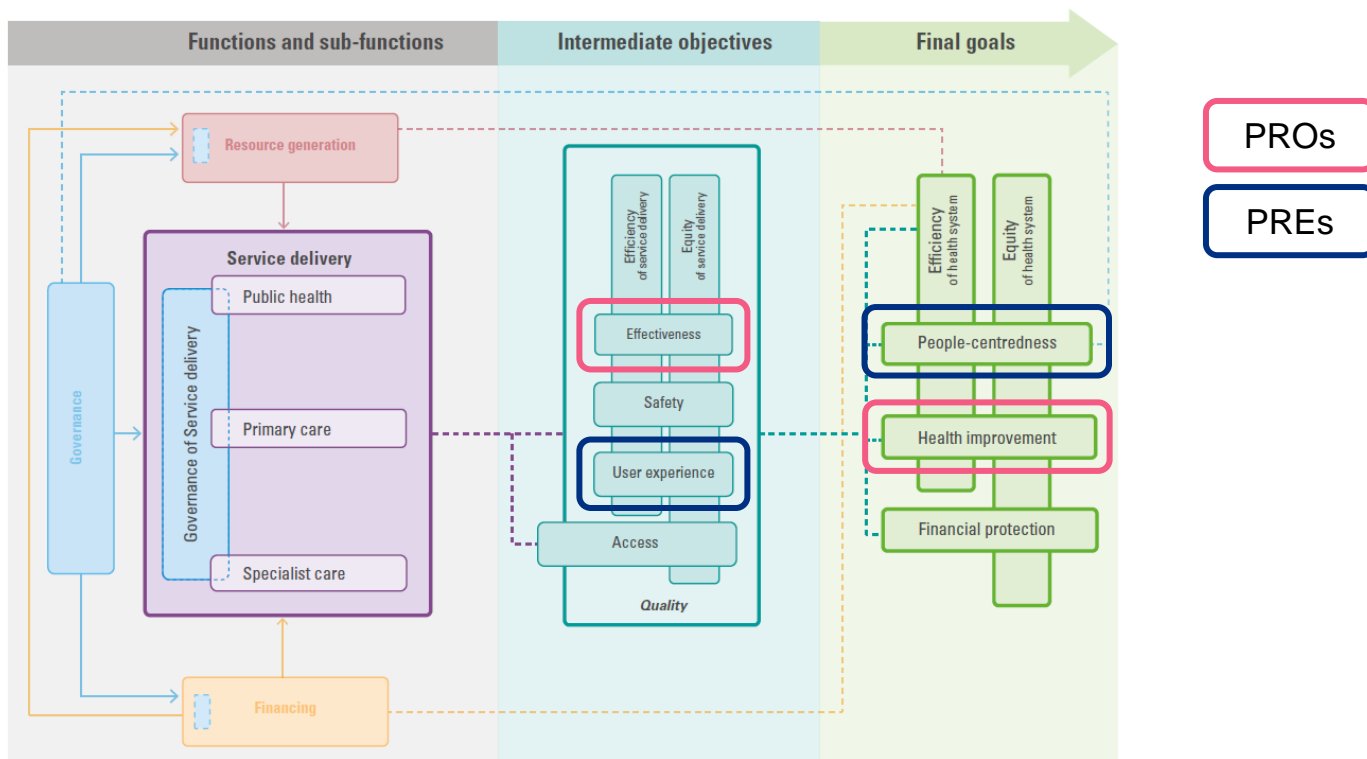 Functions and sub-functions
Intermediate objectives
Final goals
PROs
PREs
Resource generation
Service delivery
Public health
Governance of Service delivery
Primary care
Specialist care
Governance
Financing
Efficiency
of service delivery
Equity
of service delivery
Effectiveness
Safety
User experience
Access
Quality
Efficiency
of health system
Equity
of health system
People-centredness
Health improvement
Financial protection